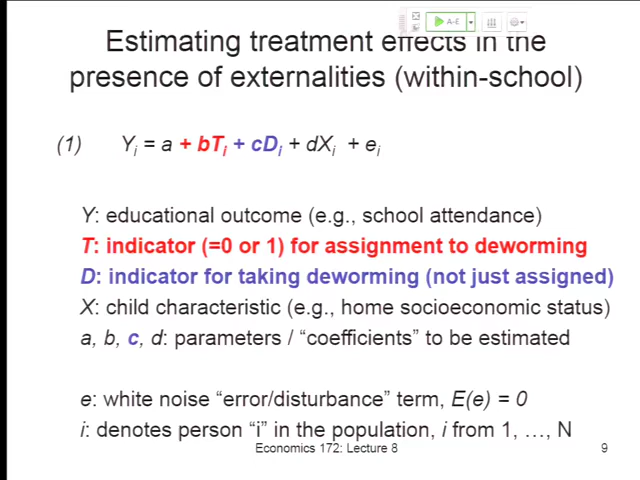 A-E
Estimating treatment effects in the
presence of externalities (within-school)
(1) Yi = a + bTi + cDi + dXi + ei
Y: educational outcome (e.g., school attendance)
T: indicator (=0 or 1) for assignment to deworming
D: indicator for taking deworming (not just assigned)
X: child characteristic (e.g., home socioeconomic status)
a, b, c, d: parameters / “coefficients” to be estimated
e: white noise “error/disturbance” term, E(e) = 0
i: denotes person “i” in the population, i from 1, …, N
Economics 172: Lecture 8 9